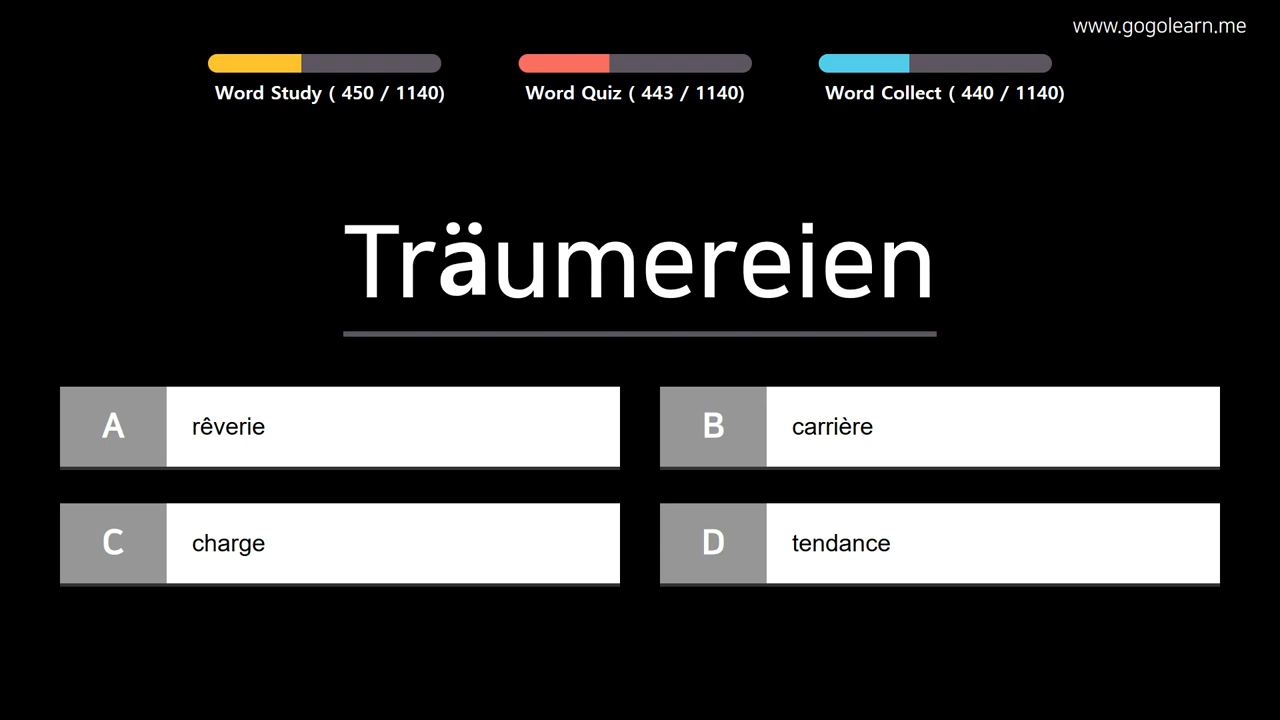 www.gogolearn.me
Word Study ( 450 / 1140)
Word Quiz ( 443 / 1140)
Word Collect ( 440 / 1140)
Träumereien
A rêverie
B carrière
C charge
D tendance